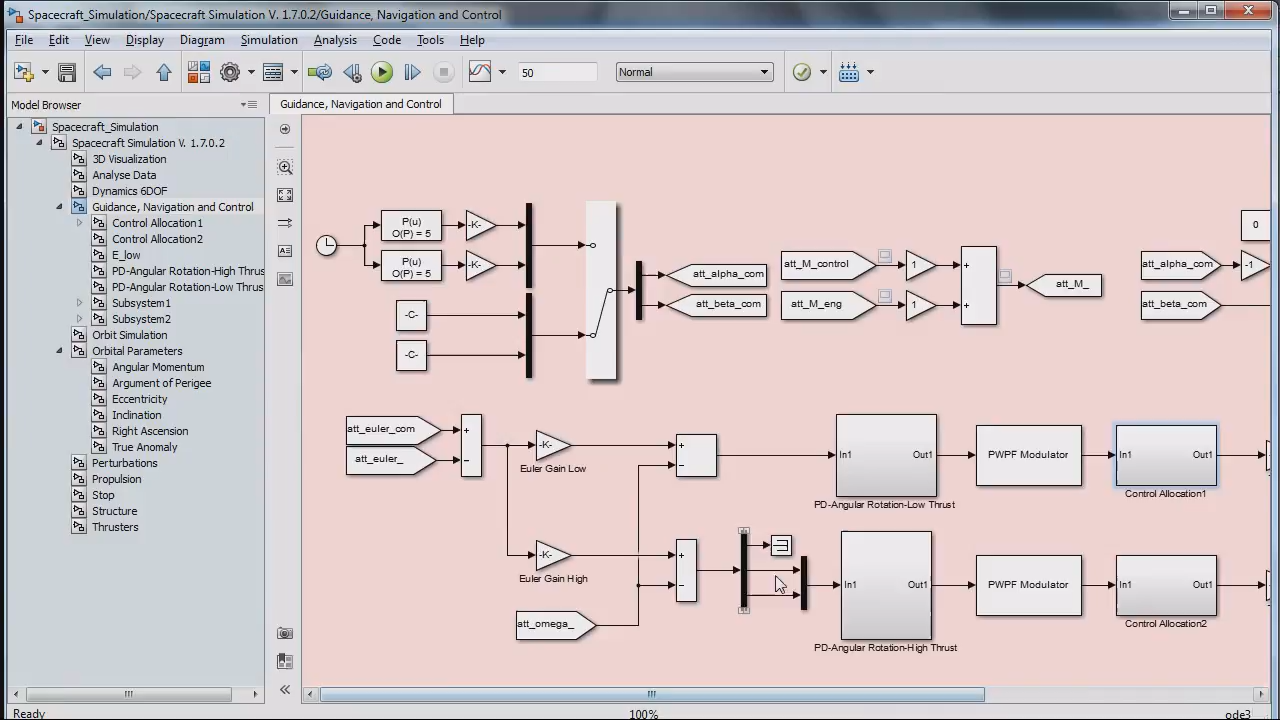 Spacecraft_Simulation/Spacecraft Simulation V. 1.7.0.2/Guidance, Navigation and Control
File Edit View Display Diagram Simulation Analysis Code Tools Help
50 Normal
Model Browser
Guidance, Navigation and Control
Spacecraft_Simulation
Spacecraft Simulation V. 1.7.0.2
3D Visualization
Analyse Data
Dynamics 6DOF
Guidance, Navigation and Control
Control Allocation1
Control Allocation2
E_low
PD-Angular Rotation-High Thrus
PD-Angular Rotation-Low Thrus
Subsystem1
Subsystem2
Orbit Simulation
Orbital Parameters
Angular Momentum
Argument of Perigee
Eccentricity
Inclination
Right Ascension
True Anomaly
Perturbations
Propulsion
Stop
Structure
Thrusters
P(u)
O(P) = 5
-K-
P(u)
O(P) = 5
-K-
-C-
-C-
att_alpha_com
att_beta_com
att_M_control
1
att_M_eng
1
+
+
att_M_
0
att_alpha_com
-1
att_beta_com
att_euler_com
att_euler_
+
−
-K-
Euler Gain Low
+
−
In1 Out1
PD-Angular Rotation-Low Thrust
PWPF Modulator
In1 Out1
Control Allocation1
-K-
Euler Gain High
+
−
att_omega_
In1 Out1
PD-Angular Rotation-High Thrust
PWPF Modulator
In1 Out1
Control Allocation2
Ready 100% ode3